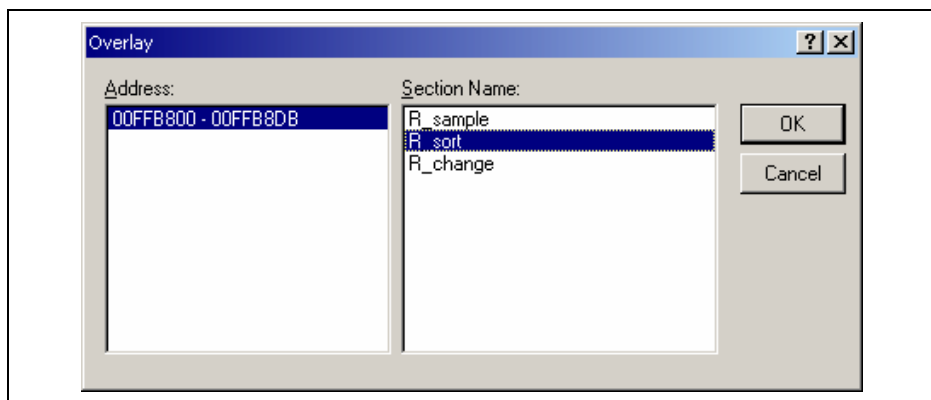 Overlay
Address:
00FFB800 - 00FFB8DB
Section Name:
R_sample
R_sort
R_change
OK
Cancel